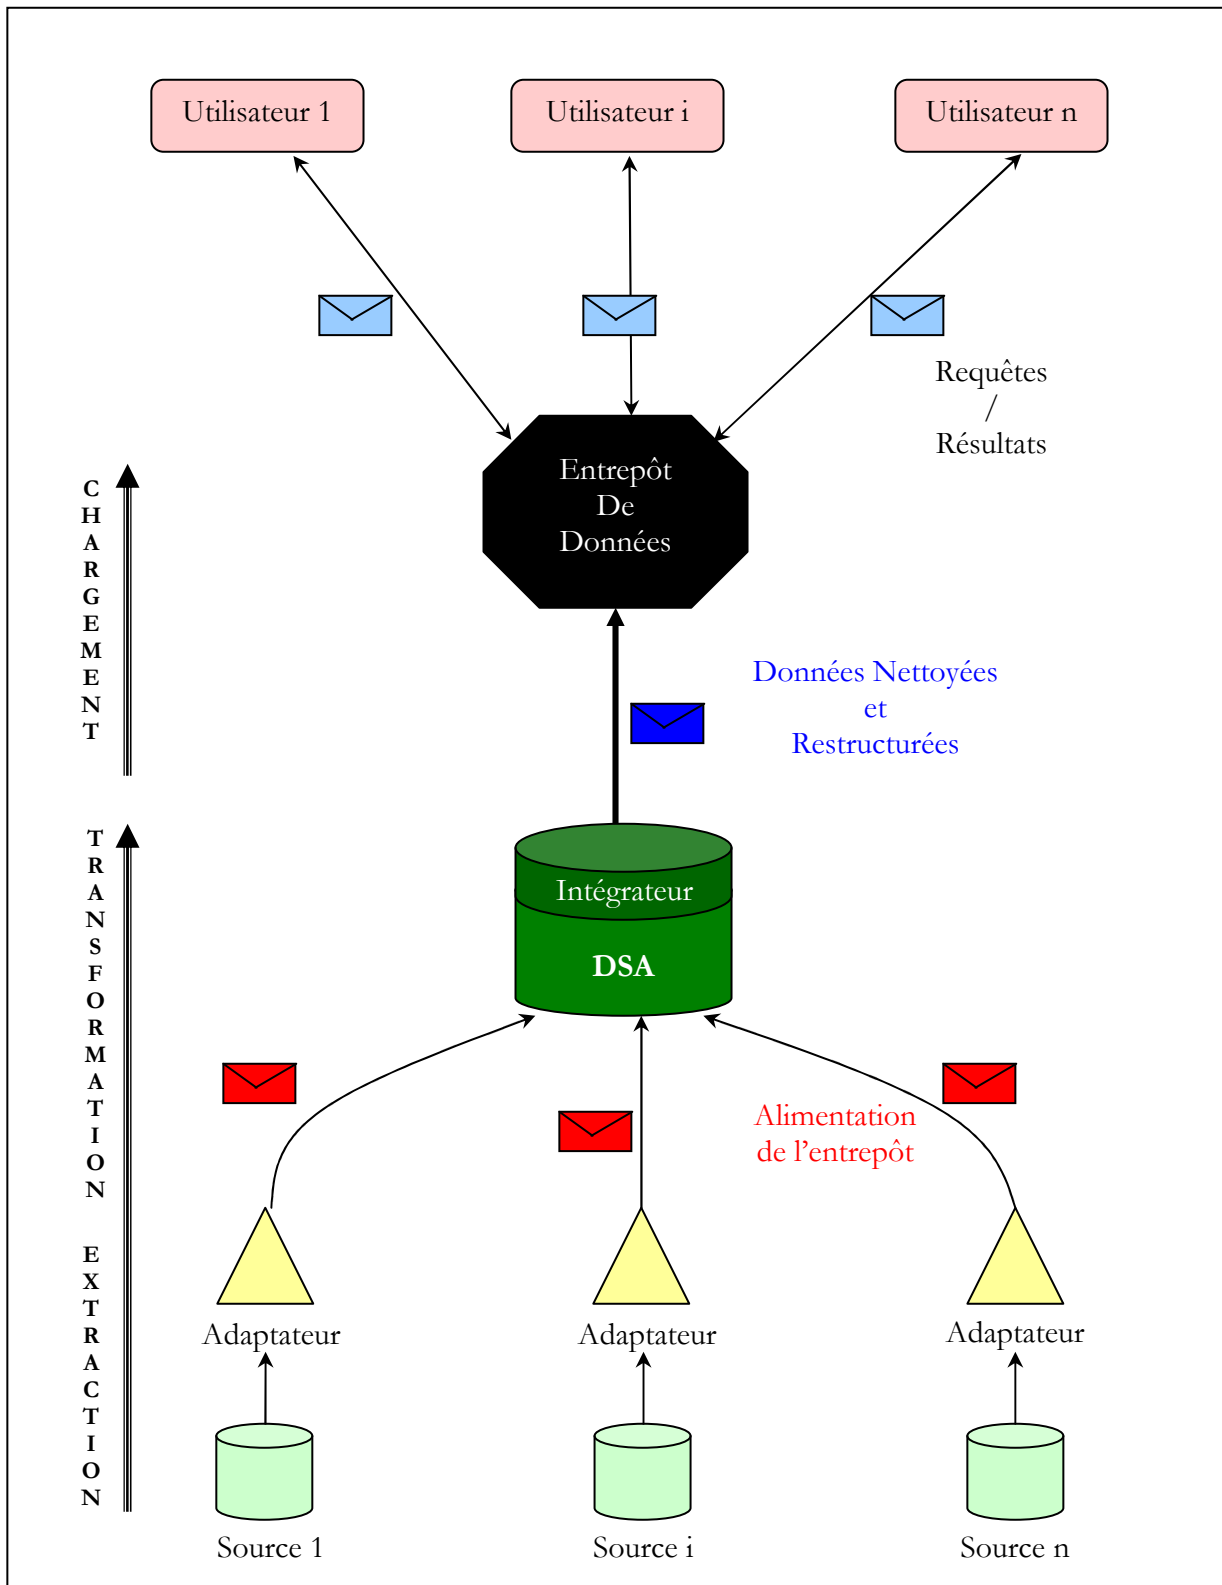 Utilisateur 1
Utilisateur i
Utilisateur n
Requêtes
/
Résultats
Entrepôt
De
Données
CHARGEMENT
Données Nettoyées
et
Restructurées
TRANSFORMATION
Intégrateur
DSA
Alimentation
de l’entrepôt
EXTRACTION
Adaptateur
Adaptateur
Adaptateur
Source 1
Source i
Source n